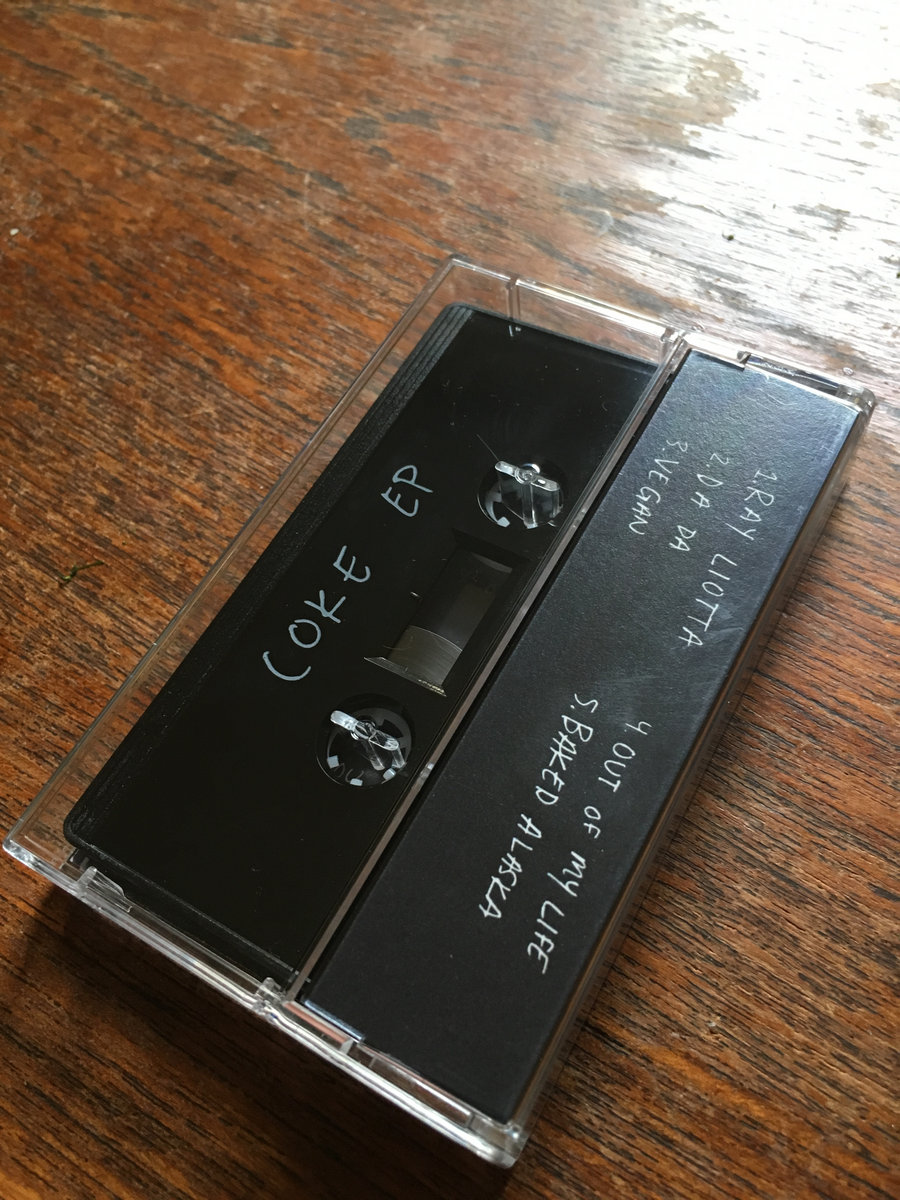 COKE EP
1. RAY LIOTTA
2. DA DA
3. VEGAN
4. OUT OF MY LIFE
5. BAKED ALASKA